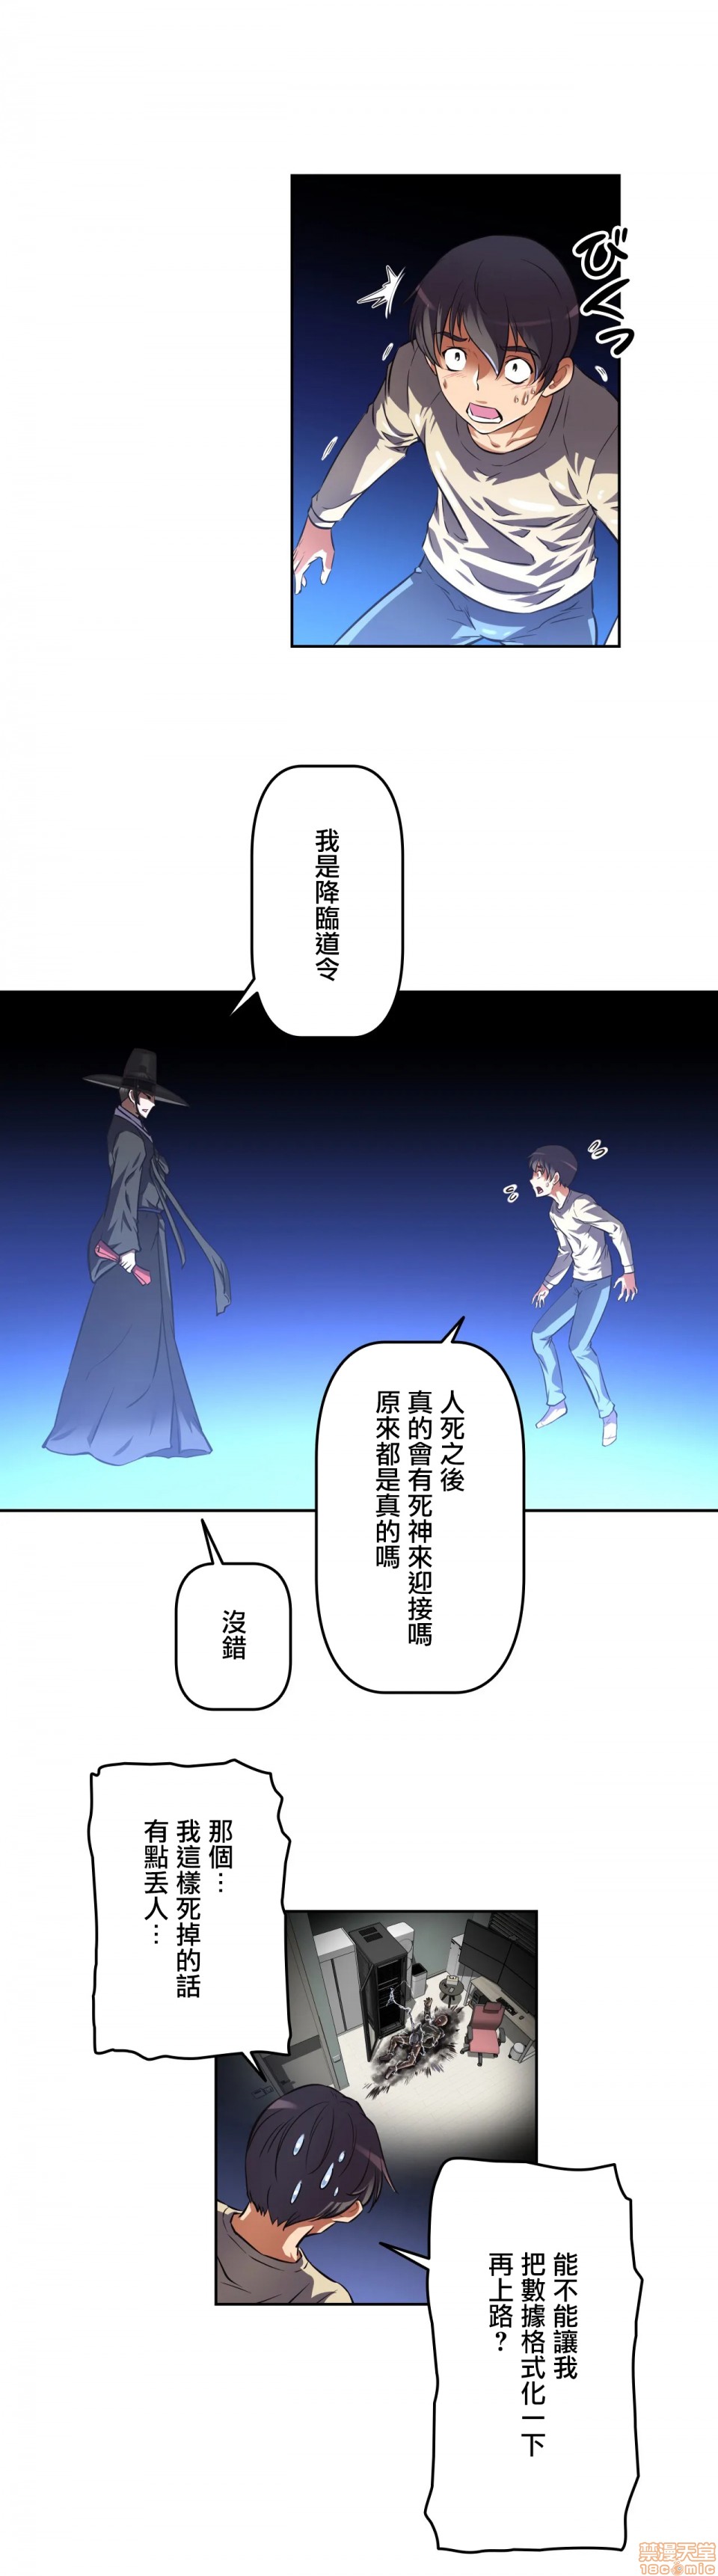 びくっ
我是降臨道令
人死之後
真的會有死神來迎接嗎
原來都是真的嗎
沒錯
那個…
我這樣死掉的話
有點丟人…
能不能讓我
把數據格式化一下
再上路?
禁漫天堂
18comic